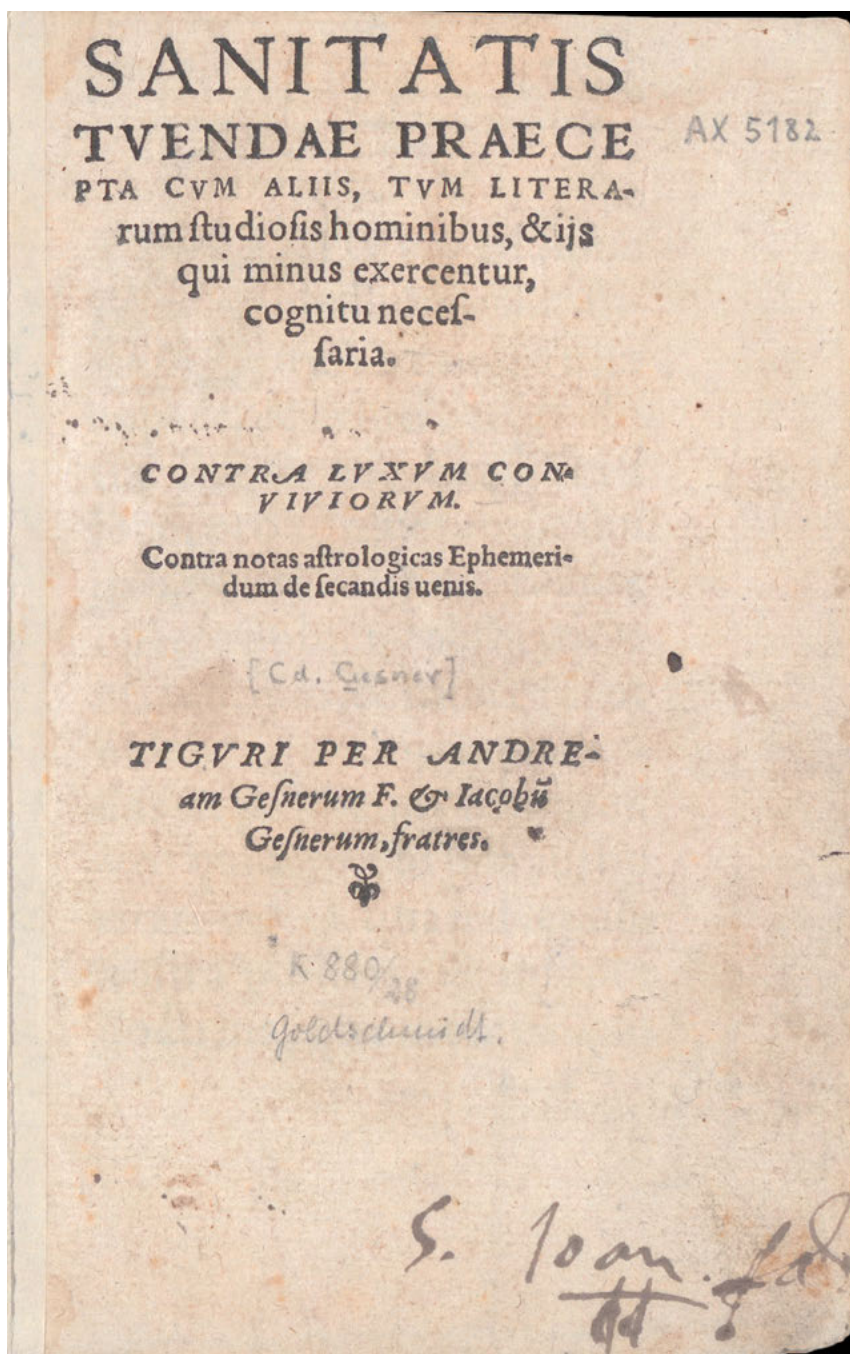 SANITATIS
TVENDAE PRAECE
PTA CVM ALIIS, TVM LITERA-
rum ſtudioſis hominibus, & ijs
qui minus exercentur,
cognitu neceſ-
ſaria.
AX 5182
CONTRA LVXVM CON-
VIVIORVM.
Contra notas aſtrologicas Ephemeri-
dum de ſecandis uenis.
[Cd. Gesner]
TIGVRI PER ANDRE-
am Geſnerum F. & Iacobũ
Geſnerum, fratres.
K 880/28
Goldschmidt.
S. Ioan.